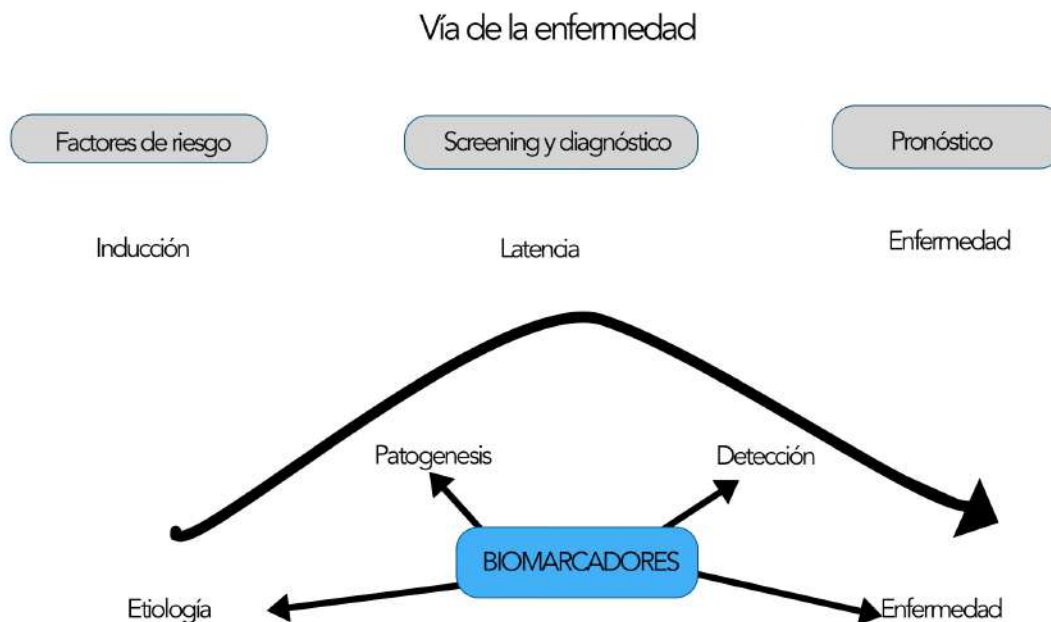 Vía de la enfermedad
Factores de riesgo
Screening y diagnóstico
Pronóstico
Inducción
Latencia
Enfermedad
Patogenesis
Detección
BIOMARCADORES
Etiología
Enfermedad